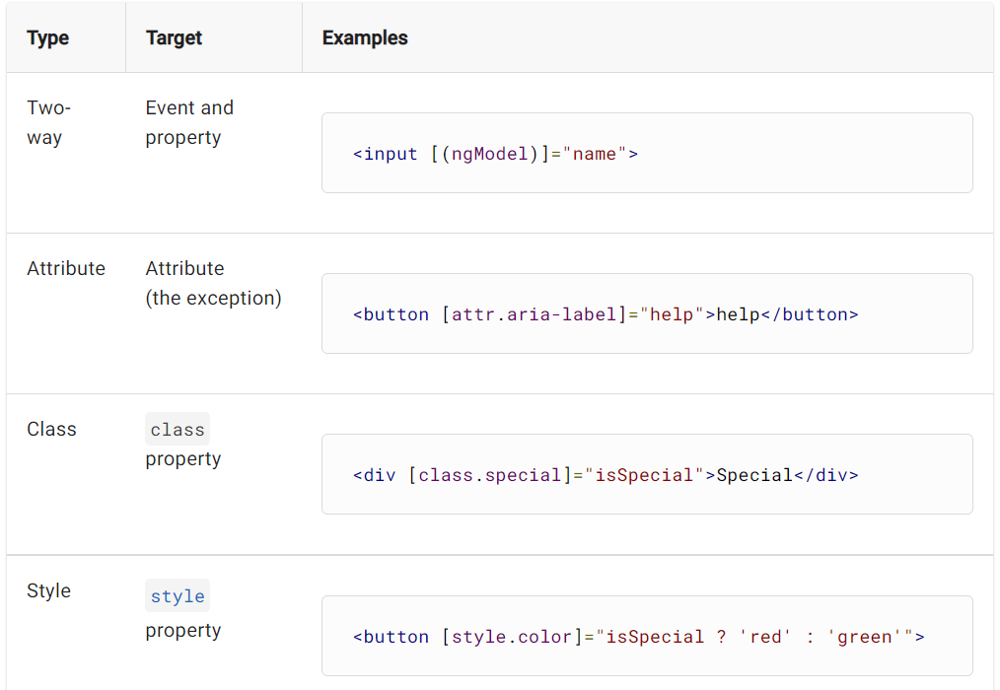 Type Target Examples
Two-
way
Event and
property
<input [(ngModel)]="name">
Attribute
Attribute
(the exception)
<button [attr.aria-label]="help">help</button>
Class
class
property
<div [class.special]="isSpecial">Special</div>
Style
style
property
<button [style.color]="isSpecial ? 'red' : 'green'">